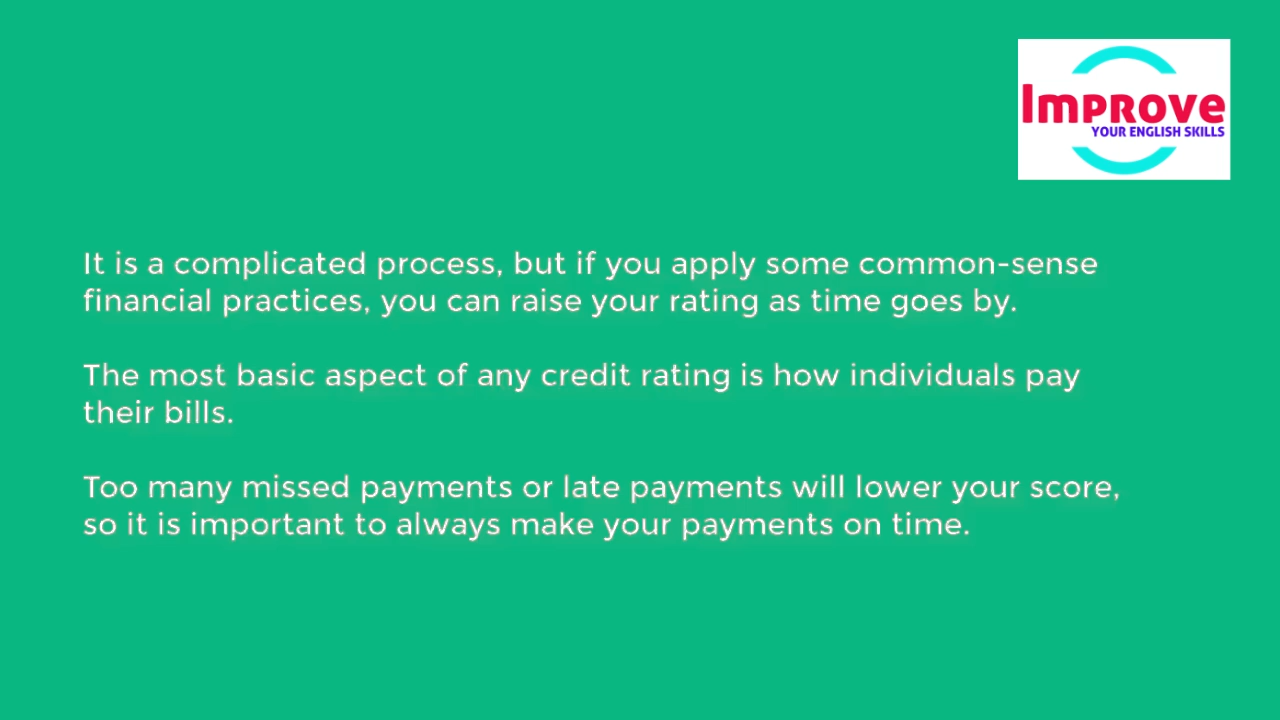 Improve
YOUR ENGLISH SKILLS
It is a complicated process, but if you apply some common-sense
financial practices, you can raise your rating as time goes by.
The most basic aspect of any credit rating is how individuals pay
their bills.
Too many missed payments or late payments will lower your score,
so it is important to always make your payments on time.